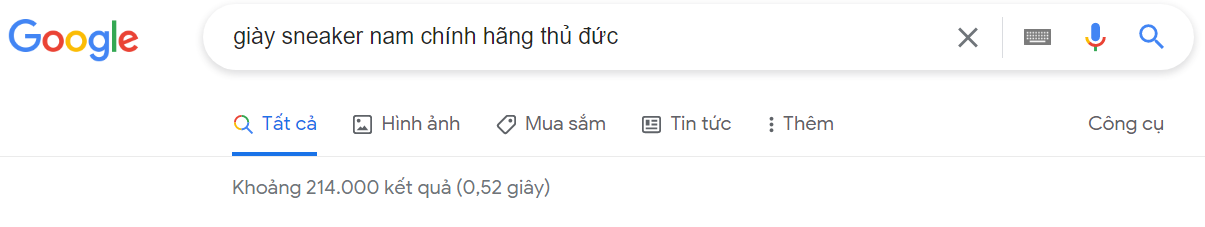 Google
giày sneaker nam chính hãng thủ đức
Tất cả Hình ảnh Mua sắm Tin tức Thêm Công cụ
Khoảng 214.000 kết quả (0,52 giây)